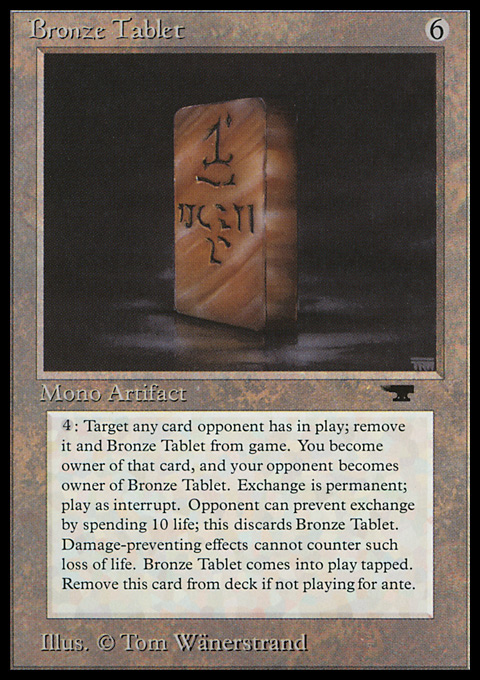 Bronze Tablet 6
Mono Artifact
4: Target any card opponent has in play; remove
it and Bronze Tablet from game. You become
owner of that card, and your opponent becomes
owner of Bronze Tablet. Exchange is permanent;
play as interrupt. Opponent can prevent exchange
by spending 10 life; this discards Bronze Tablet.
Damage-preventing effects cannot counter such
loss of life. Bronze Tablet comes into play tapped.
Remove this card from deck if not playing for ante.
Illus. © Tom Wänerstrand